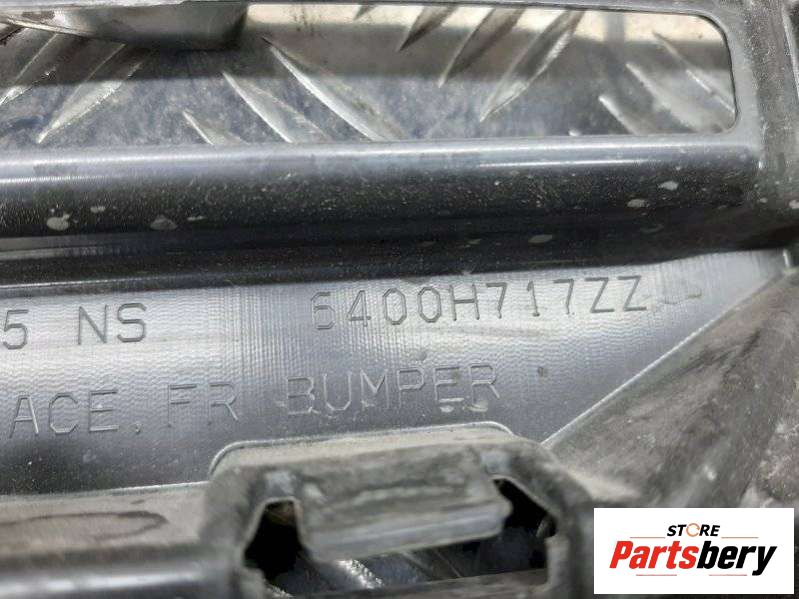 5 NS 6400H717ZZ
ACE, FR BUMPER
STORE
Partsbery